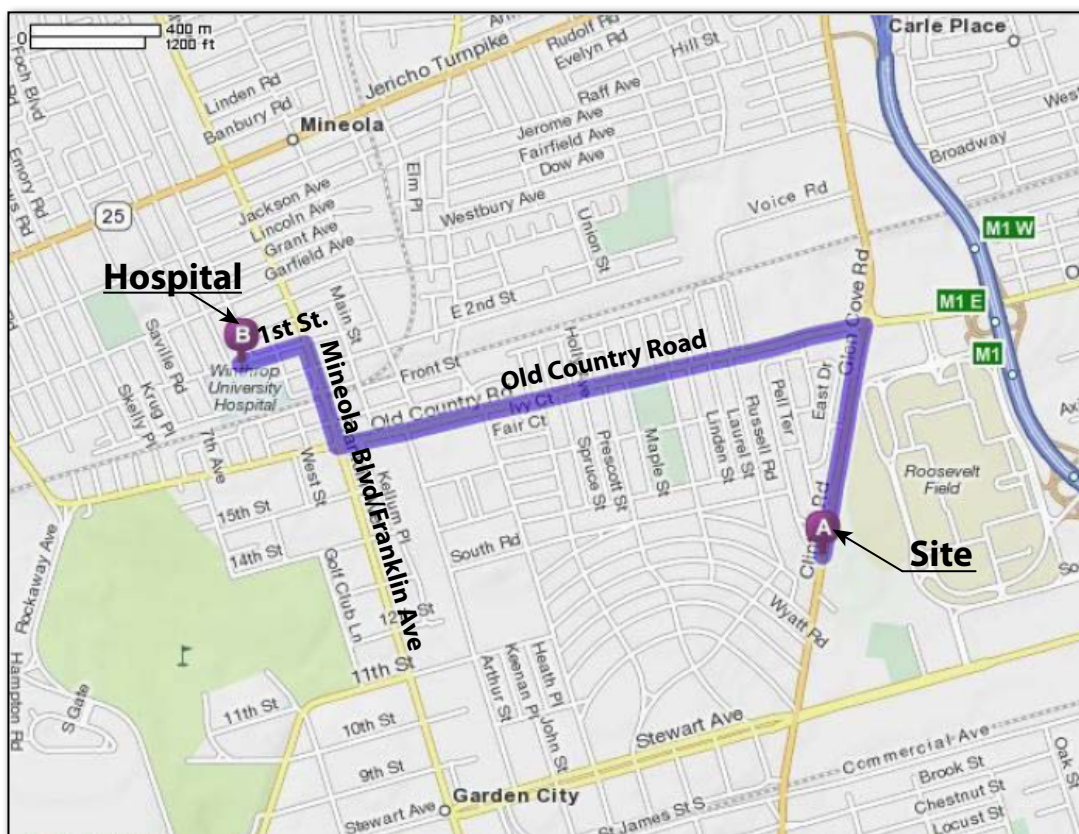 0
400 m
1200 ft
Carle Place
Rudolf Rd
Evelyn Rd
Hill St
Foch Blvd
Linden Rd
Jericho Turnpike
Raff Ave
Banbury Rd
Mineola
Jerome Ave
Fairfield Ave
Dow Ave
Broadway
Emory Rd
Elm Pl
Jackson Ave
Westbury Ave
Lincoln Ave
Voice Rd
25
Grant Ave
Union St
Garfield Ave
M1 W
Hospital
Main St
E 2nd St
Glen Cove Rd
M1 E
B
1st St.
Saville Rd
Front St
Old Country Road
M1
Winthrop
University
Hospital
Mineola Blvd/Franklin Ave
Old Country Rd
Ivy Ct
Fair Ct
East Dr
Pell Ter
Krug Pl
Skelly Pl
7th Ave
West St
Kellum Pl
Spruce St
Prescott St
Maple St
Linden St
Laurel St
Russell Rd
Roosevelt
Field
15th St
14th St
South Rd
A
Site
Rockaway Ave
Golf Club Ln
Wyatt Rd
11th St
Hampton Rd
S Gate
11th St
10th St
9th St
Arthur St
Keenan Pl
Heath Pl
John St
Stewart Ave
Commercial Ave
Brook St
Oak St
Chestnut St
Locust St
Stewart Ave
Garden City
St James St S